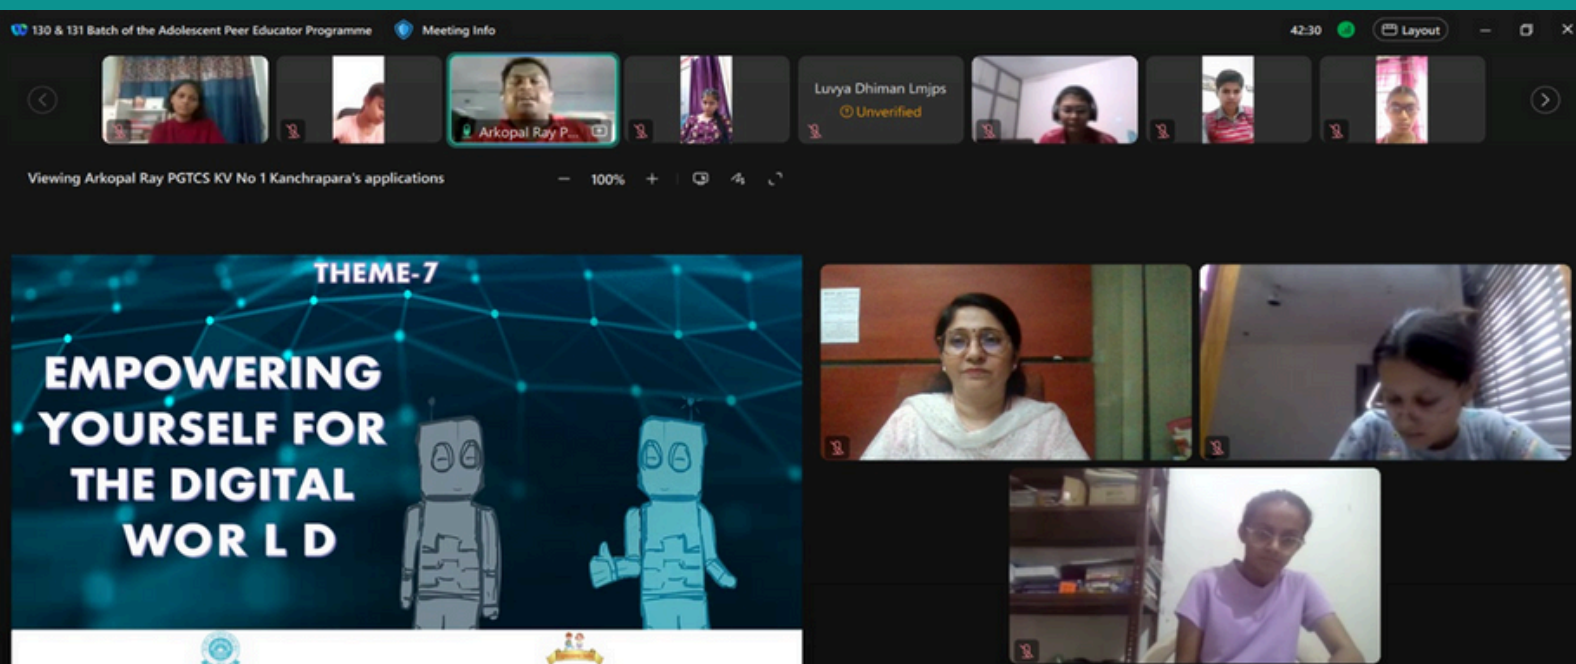 130 & 131 Batch of the Adolescent Peer Educator Programme
Meeting Info
42:30
Layout
Arkopal Ray P...
Luvya Dhiman Lmjps
Unverified
Viewing Arkopal Ray PGTCS KV No 1 Kanchrapara's applications
100%
THEME-7
EMPOWERING
YOURSELF FOR
THE DIGITAL
WOR L D